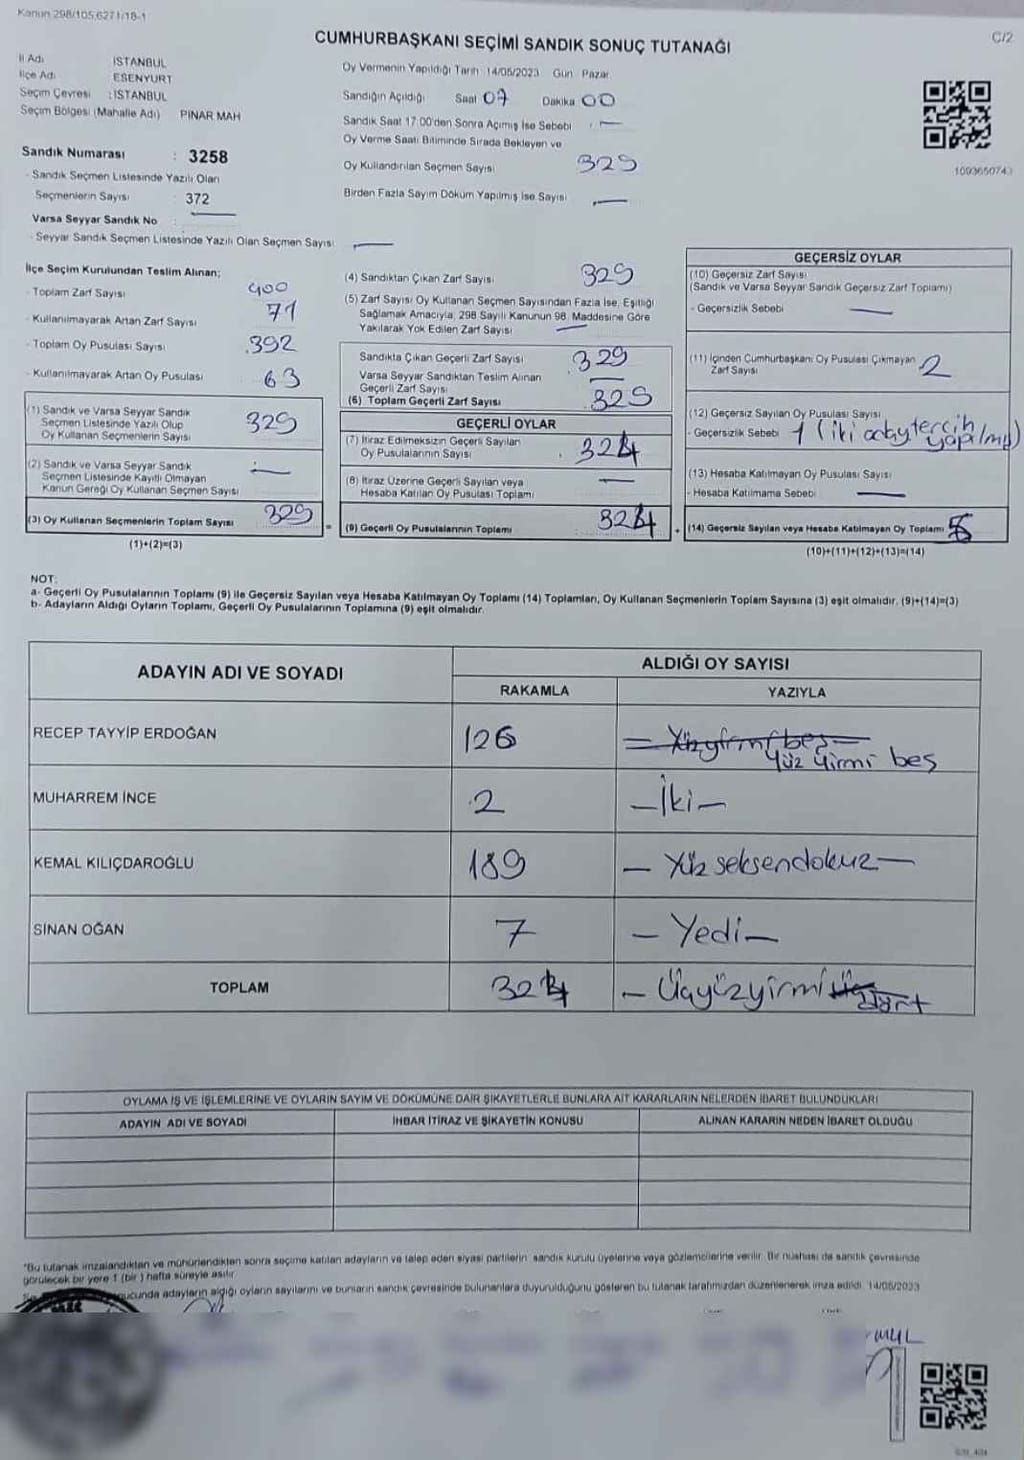 Kanun 298/105,6271/18-1
C/2
CUMHURBAŞKANI SEÇİMİ SANDIK SONUÇ TUTANAĞI
İl Adı İSTANBUL
İlçe Adı ESENYURT
Seçim Çevresi : İSTANBUL
Seçim Bölgesi (Mahalle Adı) PINAR MAH
Sandık Numarası : 3258
- Sandık Seçmen Listesinde Yazılı Olan
Seçmenlerin Sayısı 372
Varsa Seyyar Sandık No
- Seyyar Sandık Seçmen Listesinde Yazılı Olan Seçmen Sayısı —
Oy Vermenin Yapıldığı Tarih 14/05/2023 Gün Pazar
Sandığın Açıldığı Saat 07 Dakika 00
Sandık Saat 17:00'den Sonra Açımış İse Sebebi —
Oy Verme Saati Bitiminde Sırada Bekleyen ve
Oy Kullandırılan Seçmen Sayısı 329
Birden Fazla Sayım Döküm Yapılmış ise Sayısı —
1093650743
İlçe Seçim Kurulundan Teslim Alınan;
- Toplam Zarf Sayısı 400
- Kullanılmayarak Artan Zarf Sayısı 71
- Toplam Oy Pusulası Sayısı 392
- Kullanılmayarak Artan Oy Pusulası 63
(1) Sandık ve Varsa Seyyar Sandık
Seçmen Listesinde Yazılı Olup
Oy Kullanan Seçmenlerin Sayısı 329
(2) Sandık ve Varsa Seyyar Sandık
Seçmen Listesinde Kayıtlı Olmayan
Kanun Gereği Oy Kullanan Seçmen Sayısı —
(3) Oy Kullanan Seçmenlerin Toplam Sayısı 329
(1)+(2)=(3)
=
(4) Sandıktan Çıkan Zarf Sayısı 329
(5) Zarf Sayısı Oy Kullanan Seçmen Sayısından Fazla İse, Eşitliği
Sağlamak Amacıyla, 298 Sayılı Kanunun 98. Maddesine Göre
Yakılarak Yok Edilen Zarf Sayısı —
Sandıkta Çıkan Geçerli Zarf Sayısı 329
Varsa Seyyar Sandıktan Teslim Alınan
Geçerli Zarf Sayısı —
(6) Toplam Geçerli Zarf Sayısı 329
GEÇERLİ OYLAR
(7) İtiraz Edilmeksizin Geçerli Sayılan
Oy Pusulalarının Sayısı 324
(8) İtiraz Üzerine Geçerli Sayılan veya
Hesaba Katılan Oy Pusulası Toplamı —
(9) Geçerli Oy Pusulalarının Toplamı 324
+
GEÇERSİZ OYLAR
(10) Geçersiz Zarf Sayısı
(Sandık ve Varsa Seyyar Sandık Geçersiz Zarf Toplamı)
- Geçersizlik Sebebi —
(11) İçinden Cumhurbaşkanı Oy Pusulası Çıkmayan
Zarf Sayısı 2
(12) Geçersiz Sayılan Oy Pusulası Sayısı
- Geçersizlik Sebebi 1 (iki aday tercih
yapılmış)
(13) Hesaba Katılmayan Oy Pusulası Sayısı
- Hesaba Katılmama Sebebi —
(14) Geçersiz Sayılan veya Hesaba Katılmayan Oy Toplamı
(10)+(11)+(12)+(13)=(14)
NOT:
a- Geçerli Oy Pusulalarının Toplamı (9) ile Geçersiz Sayılan veya Hesaba Katılmayan Oy Toplamı (14) Toplamları, Oy Kullanan Seçmenlerin Toplam Sayısına (3) eşit olmalıdır. (9)+(14)=(3)
b- Adayların Aldığı Oyların Toplamı, Geçerli Oy Pusulalarının Toplamına (9) eşit olmalıdır.
ADAYIN ADI VE SOYADI
ALDIĞI OY SAYISI
RAKAMLA YAZIYLA
RECEP TAYYİP ERDOĞAN 126 = Yüzyirmi beş —
Yüz yirmi beş
MUHARREM İNCE 2 — İki —
KEMAL KILIÇDAROĞLU 189 — Yüz seksendokuz —
SİNAN OĞAN 7 — Yedi —
TOPLAM 324 — Üçyüzyirmi üç dört
OYLAMA İŞ VE İŞLEMLERİNE VE OYLARIN SAYIM VE DÖKÜMÜNE DAİR ŞİKAYETLERLE BUNLARA AİT KARARLARIN NELERDEN İBARET BULUNDUKLARI
ADAYIN ADI VE SOYADI İHBAR İTİRAZ VE ŞİKAYETİN KONUSU ALINAN KARARIN NEDEN İBARET OLDUĞU
"Bu tutanak imzalandıktan ve mühürlendikten sonra seçime katılan adayların ve talep eden siyasi partilerin sandık kurulu üyelerine veya gözlemcilerine verilir. Bir nüshası da sandık çevresinde
görülecek bir yere 1 (bir) hafta süreyle asılır.
ucunda adayların aldığı oyların sayılarını ve bunların sandık çevresinde bulunanlara duyurulduğunu gösteren bu tutanak tarafımızdan düzenlenerek imza edildi. 14/05/2023